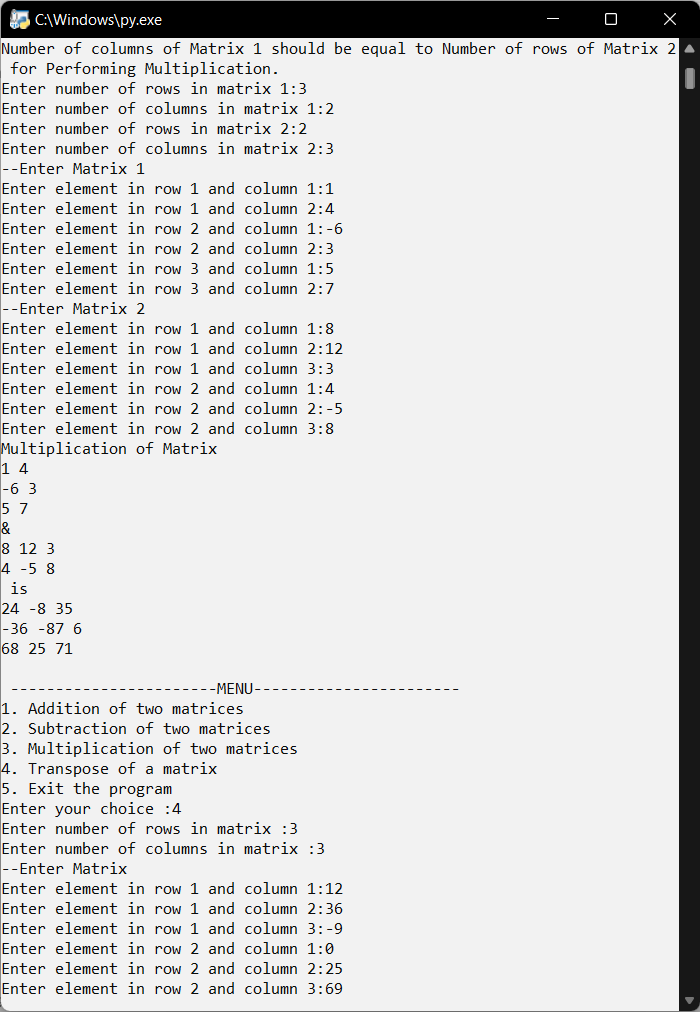 C:\Windows\py.exe
Number of columns of Matrix 1 should be equal to Number of rows of Matrix 2
 for Performing Multiplication.
Enter number of rows in matrix 1:3
Enter number of columns in matrix 1:2
Enter number of rows in matrix 2:2
Enter number of columns in matrix 2:3
--Enter Matrix 1
Enter element in row 1 and column 1:1
Enter element in row 1 and column 2:4
Enter element in row 2 and column 1:-6
Enter element in row 2 and column 2:3
Enter element in row 3 and column 1:5
Enter element in row 3 and column 2:7
--Enter Matrix 2
Enter element in row 1 and column 1:8
Enter element in row 1 and column 2:12
Enter element in row 1 and column 3:3
Enter element in row 2 and column 1:4
Enter element in row 2 and column 2:-5
Enter element in row 2 and column 3:8
Multiplication of Matrix
1 4
-6 3
5 7
&
8 12 3
4 -5 8
 is
24 -8 35
-36 -87 6
68 25 71
 -----------------------MENU-----------------------
1. Addition of two matrices
2. Subtraction of two matrices
3. Multiplication of two matrices
4. Transpose of a matrix
5. Exit the program
Enter your choice :4
Enter number of rows in matrix :3
Enter number of columns in matrix :3
--Enter Matrix
Enter element in row 1 and column 1:12
Enter element in row 1 and column 2:36
Enter element in row 1 and column 3:-9
Enter element in row 2 and column 1:0
Enter element in row 2 and column 2:25
Enter element in row 2 and column 3:69